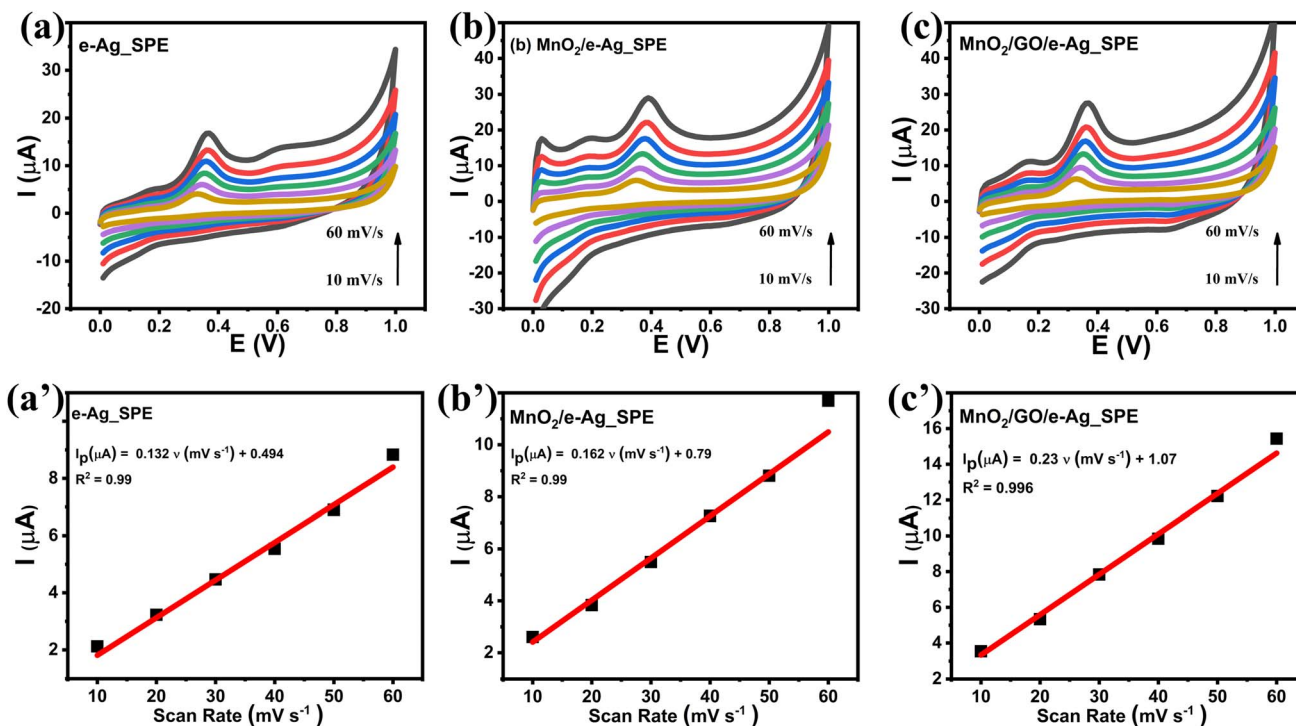 (a)
e-Ag_SPE
30
20
10
0
-10
-20
I (μA)
60 mV/s
10 mV/s
0.0 0.2 0.4 0.6 0.8 1.0
E (V)
(b)
(b) MnO₂/e-Ag_SPE
40
30
20
10
0
-10
-20
-30
I (μA)
60 mV/s
10 mV/s
0.0 0.2 0.4 0.6 0.8 1.0
E (V)
(c)
MnO₂/GO/e-Ag_SPE
50
40
30
20
10
0
-10
-20
-30
I (μA)
60 mV/s
10 mV/s
0.0 0.2 0.4 0.6 0.8 1.0
E (V)
(a')
e-Ag_SPE
Ip(μA) = 0.132 ν (mV s⁻¹) + 0.494
R² = 0.99
8
6
4
2
I (μA)
10 20 30 40 50 60
Scan Rate (mV s⁻¹)
(b')
MnO₂/e-Ag_SPE
Ip(μA) = 0.162 ν (mV s⁻¹) + 0.79
R² = 0.99
10
8
6
4
2
I (μA)
10 20 30 40 50 60
Scan Rate (mV s⁻¹)
(c')
MnO₂/GO/e-Ag_SPE
Ip(μA) = 0.23 ν (mV s⁻¹) + 1.07
R² = 0.996
16
14
12
10
8
6
4
2
I (μA)
10 20 30 40 50 60
Scan Rate (mV s⁻¹)